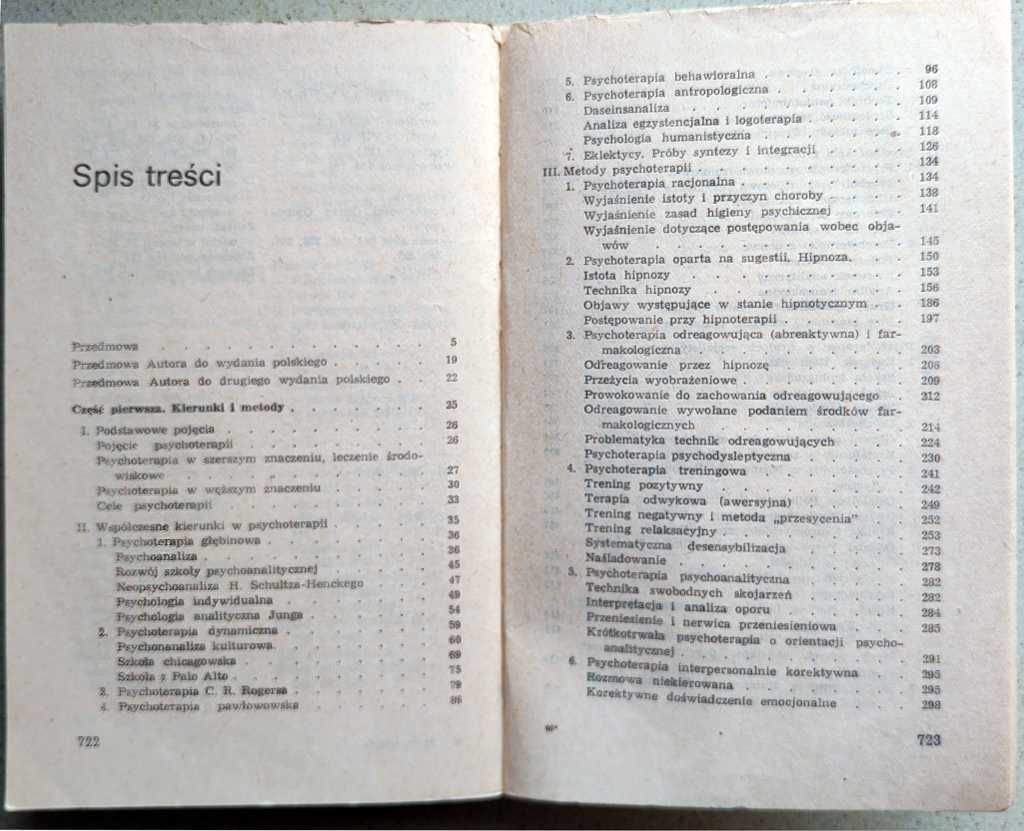 Spis treści
Przedmowa . . . . . . . . . . . . 5
Przedmowa Autora do wydania polskiego . . . . . 19
Przedmowa Autora do drugiego wydania polskiego . 22
Część pierwsza. Kierunki i metody . . . . . . . 25
I. Podstawowe pojęcia . . . . . . . . . 26
Pojęcie psychoterapii . . . . . . . . 26
Psychoterapia w szerszym znaczeniu, leczenie środo-
wiskowe . . . . . . . . . . 27
Psychoterapia w węższym znaczeniu . . . . 30
Cele psychoterapii . . . . . . . . 33
II. Współczesne kierunki w psychoterapii . . . . 35
1. Psychoterapia głębinowa . . . . . . . 36
Psychoanaliza . . . . . . . . . 36
Rozwój szkoły psychoanalitycznej . . . . 45
Neopsychoanaliza H. Schultza-Henckego . . 47
Psychologia indywidualna . . . . . . 49
Psychologia analityczna Junga . . . . . 54
2. Psychoterapia dynamiczna . . . . . . 59
Psychonanaliza kulturowa . . . . . . 60
Szkoła chicagowska . . . . . . . 69
Szkoła z Palo Alto . . . . . . . . 75
3. Psychoterapia C. R. Rogersa . . . . . . 79
4. Psychoterapia pawłowowska . . . . . 86
722
5. Psychoterapia behawioralna . . . . . . . 96
6. Psychoterapia antropologiczna . . . . . . 108
Daseinsanaliza . . . . . . . . 109
Analiza egzystencjalna i logoterapia . . . . 114
Psychologia humanistyczna . . . . . . 118
7. Eklektycy. Próby syntezy i integracji . . . . 126
III. Metody psychoterapii . . . . . . . . . 134
1. Psychoterapia racjonalna . . . . . . . 134
Wyjaśnienie istoty i przyczyn choroby . . . 138
Wyjaśnienie zasad higieny psychicznej . . . 141
Wyjaśnienie dotyczące postępowania wobec obja-
wów . . . . . . . . . . 145
2. Psychoterapia oparta na sugestii. Hipnoza. . . 150
Istota hipnozy . . . . . . . . 153
Technika hipnozy . . . . . . . 156
Objawy występujące w stanie hipnotycznym . . 186
Postępowanie przy hipnoterapii . . . . . 197
3. Psychoterapia odreagowująca (abreaktywna) i far-
makologiczna . . . . . . . . . 203
Odreagowanie przez hipnozę . . . . . 208
Przeżycia wyobrażeniowe . . . . . . . 209
Prowokowanie do zachowania odreagowującego . 312
Odreagowanie wywołane podaniem środków far-
makologicznych . . . . . . . . 214
Problematyka technik odreagowujących . . . 224
Psychoterapia psychodysleptyczna . . . . 230
4. Psychoterapia treningowa . . . . . . 241
Trening pozytywny . . . . . . . 242
Terapia odwykowa (awersyjna) . . . . . 249
Trening negatywny i metoda „przesycenia” . . 252
Trening relaksacyjny . . . . . . . . 253
Systematyczna desensybilizacja . . . . . 273
Naśladowanie . . . . . . . . . 278
5. Psychoterapia psychoanalityczna . . . . 282
Technika swobodnych skojarzeń . . . . . 282
Interpretacja i analiza oporu . . . . . 284
Przeniesienie i nerwica przeniesieniowa . . . 285
Krótkotrwała psychoterapia o orientacji psycho-
analitycznej . . . . . . . . . 291
6. Psychoterapia interpersonalnie korektywna . . 295
Rozmowa niekierowana . . . . . . . 295
Korektywne doświadczenie emocjonalne . . . 298
723